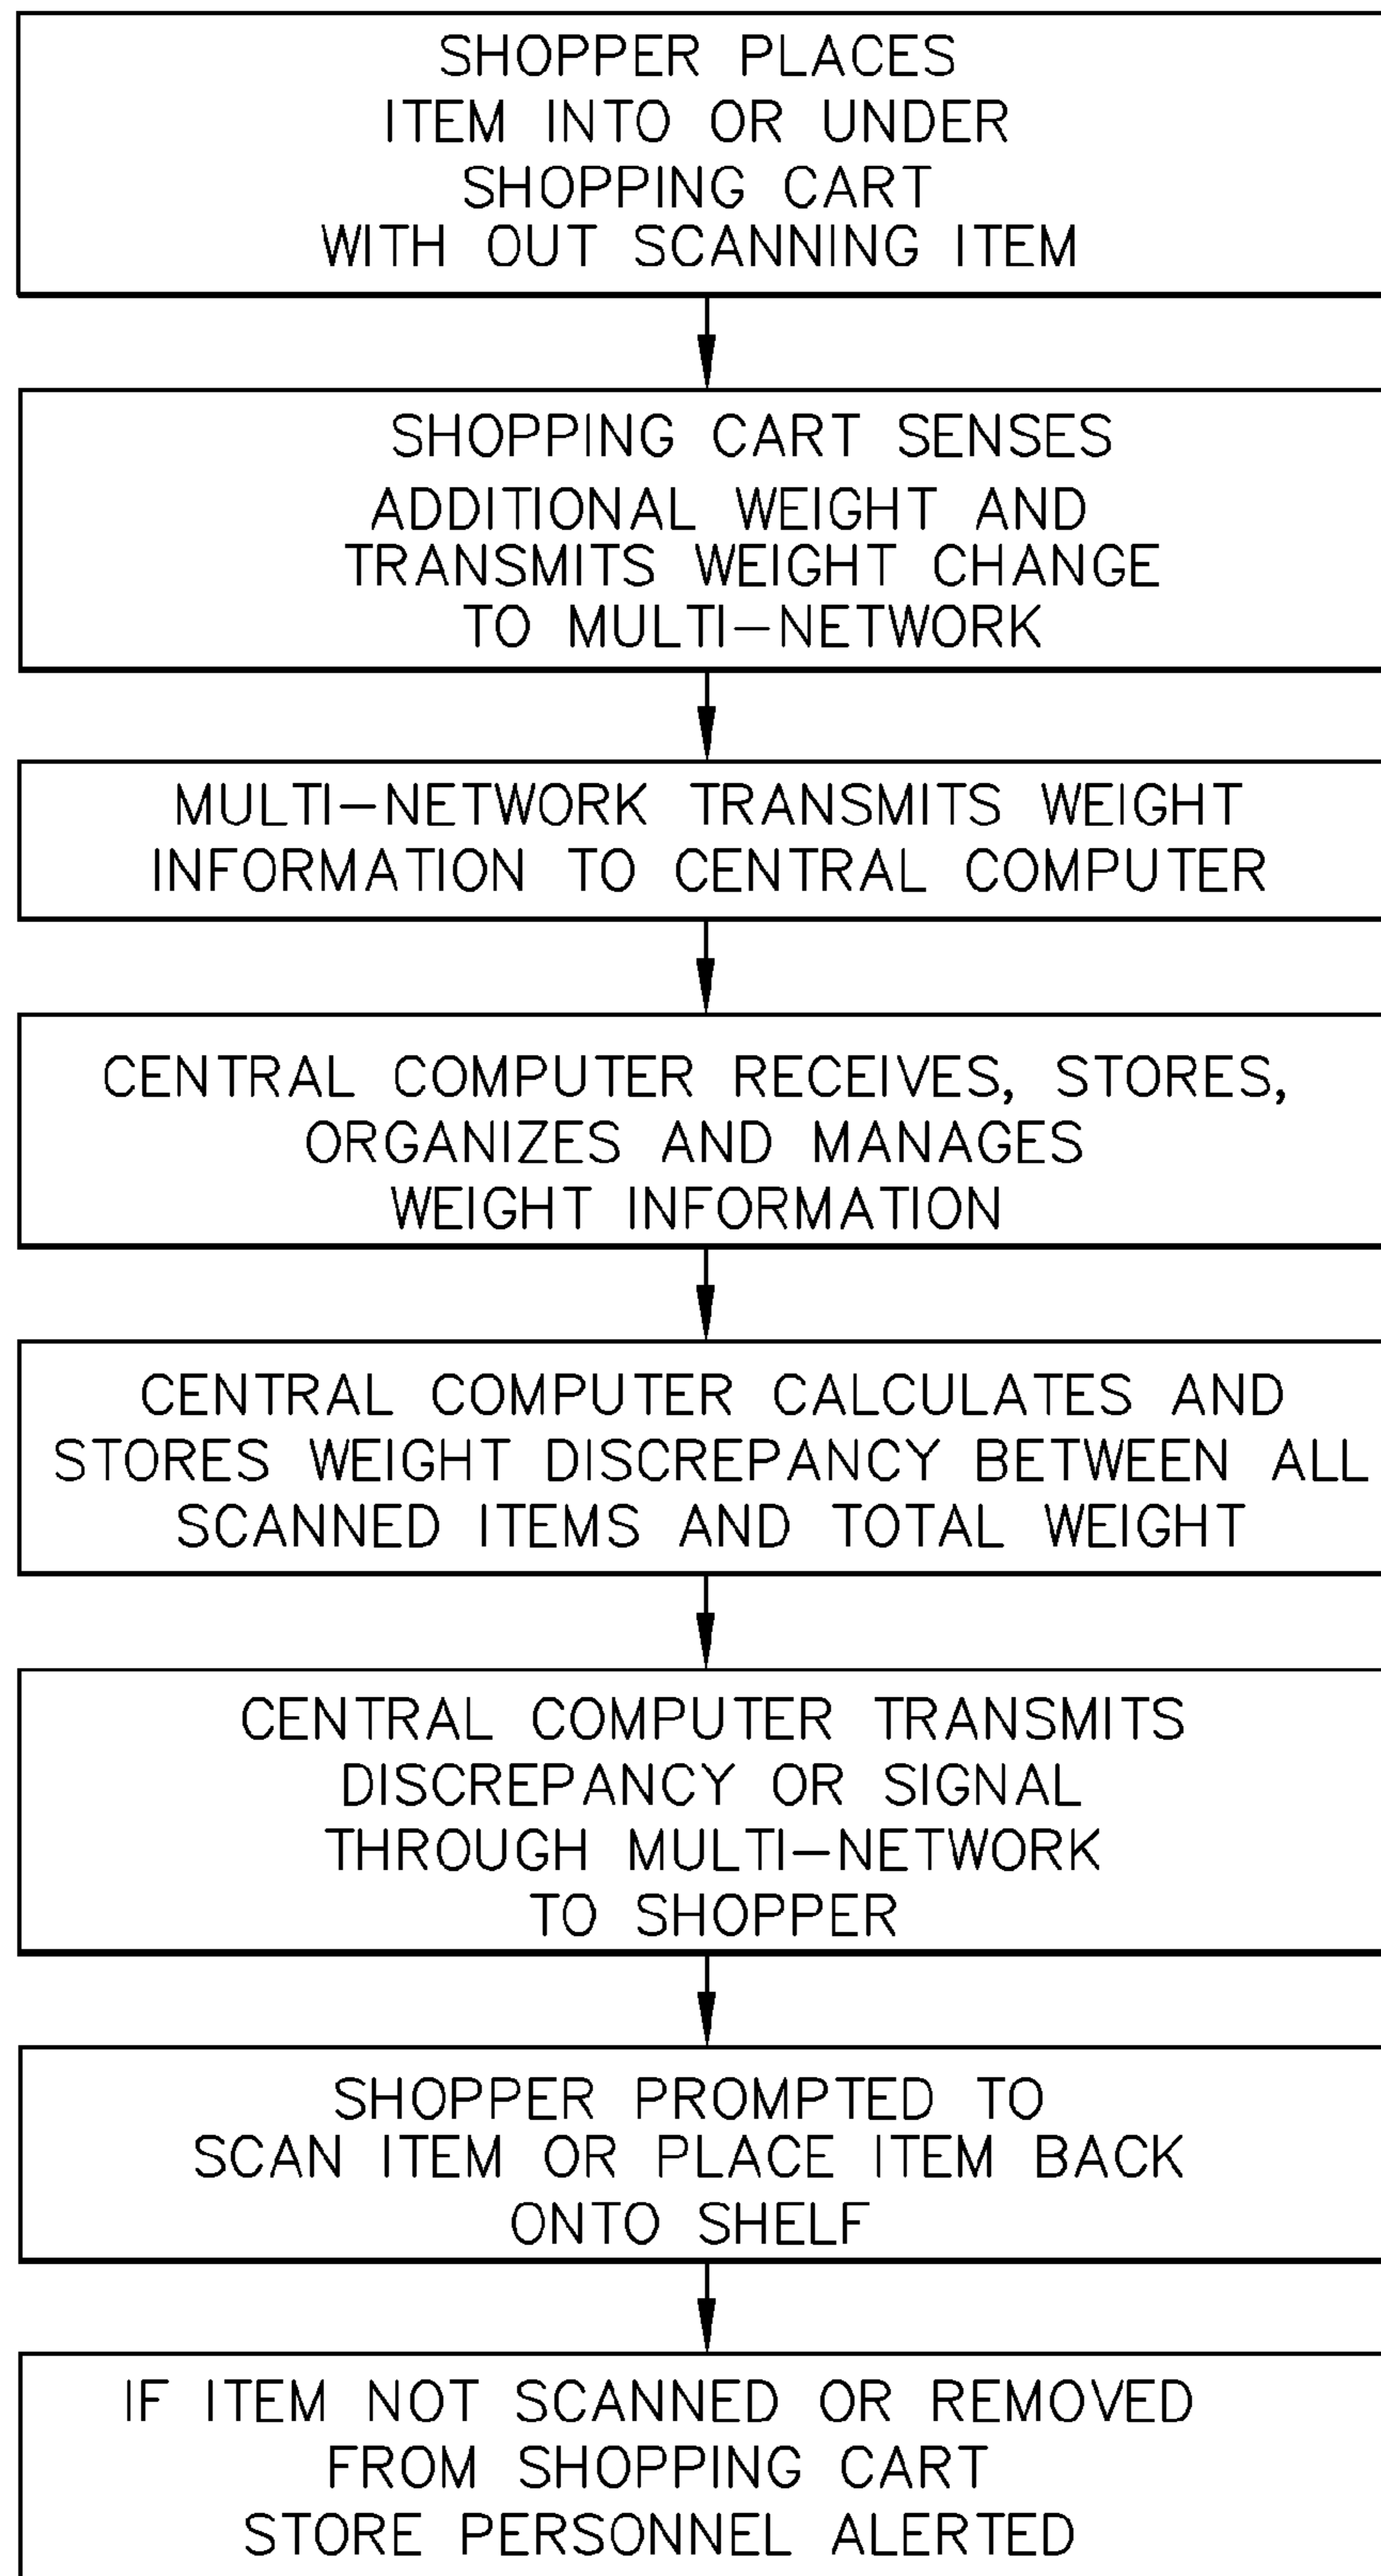 SHOPPER PLACES
ITEM INTO OR UNDER
SHOPPING CART
WITH OUT SCANNING ITEM
SHOPPING CART SENSES
ADDITIONAL WEIGHT AND
TRANSMITS WEIGHT CHANGE
TO MULTI-NETWORK
MULTI-NETWORK TRANSMITS WEIGHT
INFORMATION TO CENTRAL COMPUTER
CENTRAL COMPUTER RECEIVES, STORES,
ORGANIZES AND MANAGES
WEIGHT INFORMATION
CENTRAL COMPUTER CALCULATES AND
STORES WEIGHT DISCREPANCY BETWEEN ALL
SCANNED ITEMS AND TOTAL WEIGHT
CENTRAL COMPUTER TRANSMITS
DISCREPANCY OR SIGNAL
THROUGH MULTI-NETWORK
TO SHOPPER
SHOPPER PROMPTED TO
SCAN ITEM OR PLACE ITEM BACK
ONTO SHELF
IF ITEM NOT SCANNED OR REMOVED
FROM SHOPPING CART
STORE PERSONNEL ALERTED